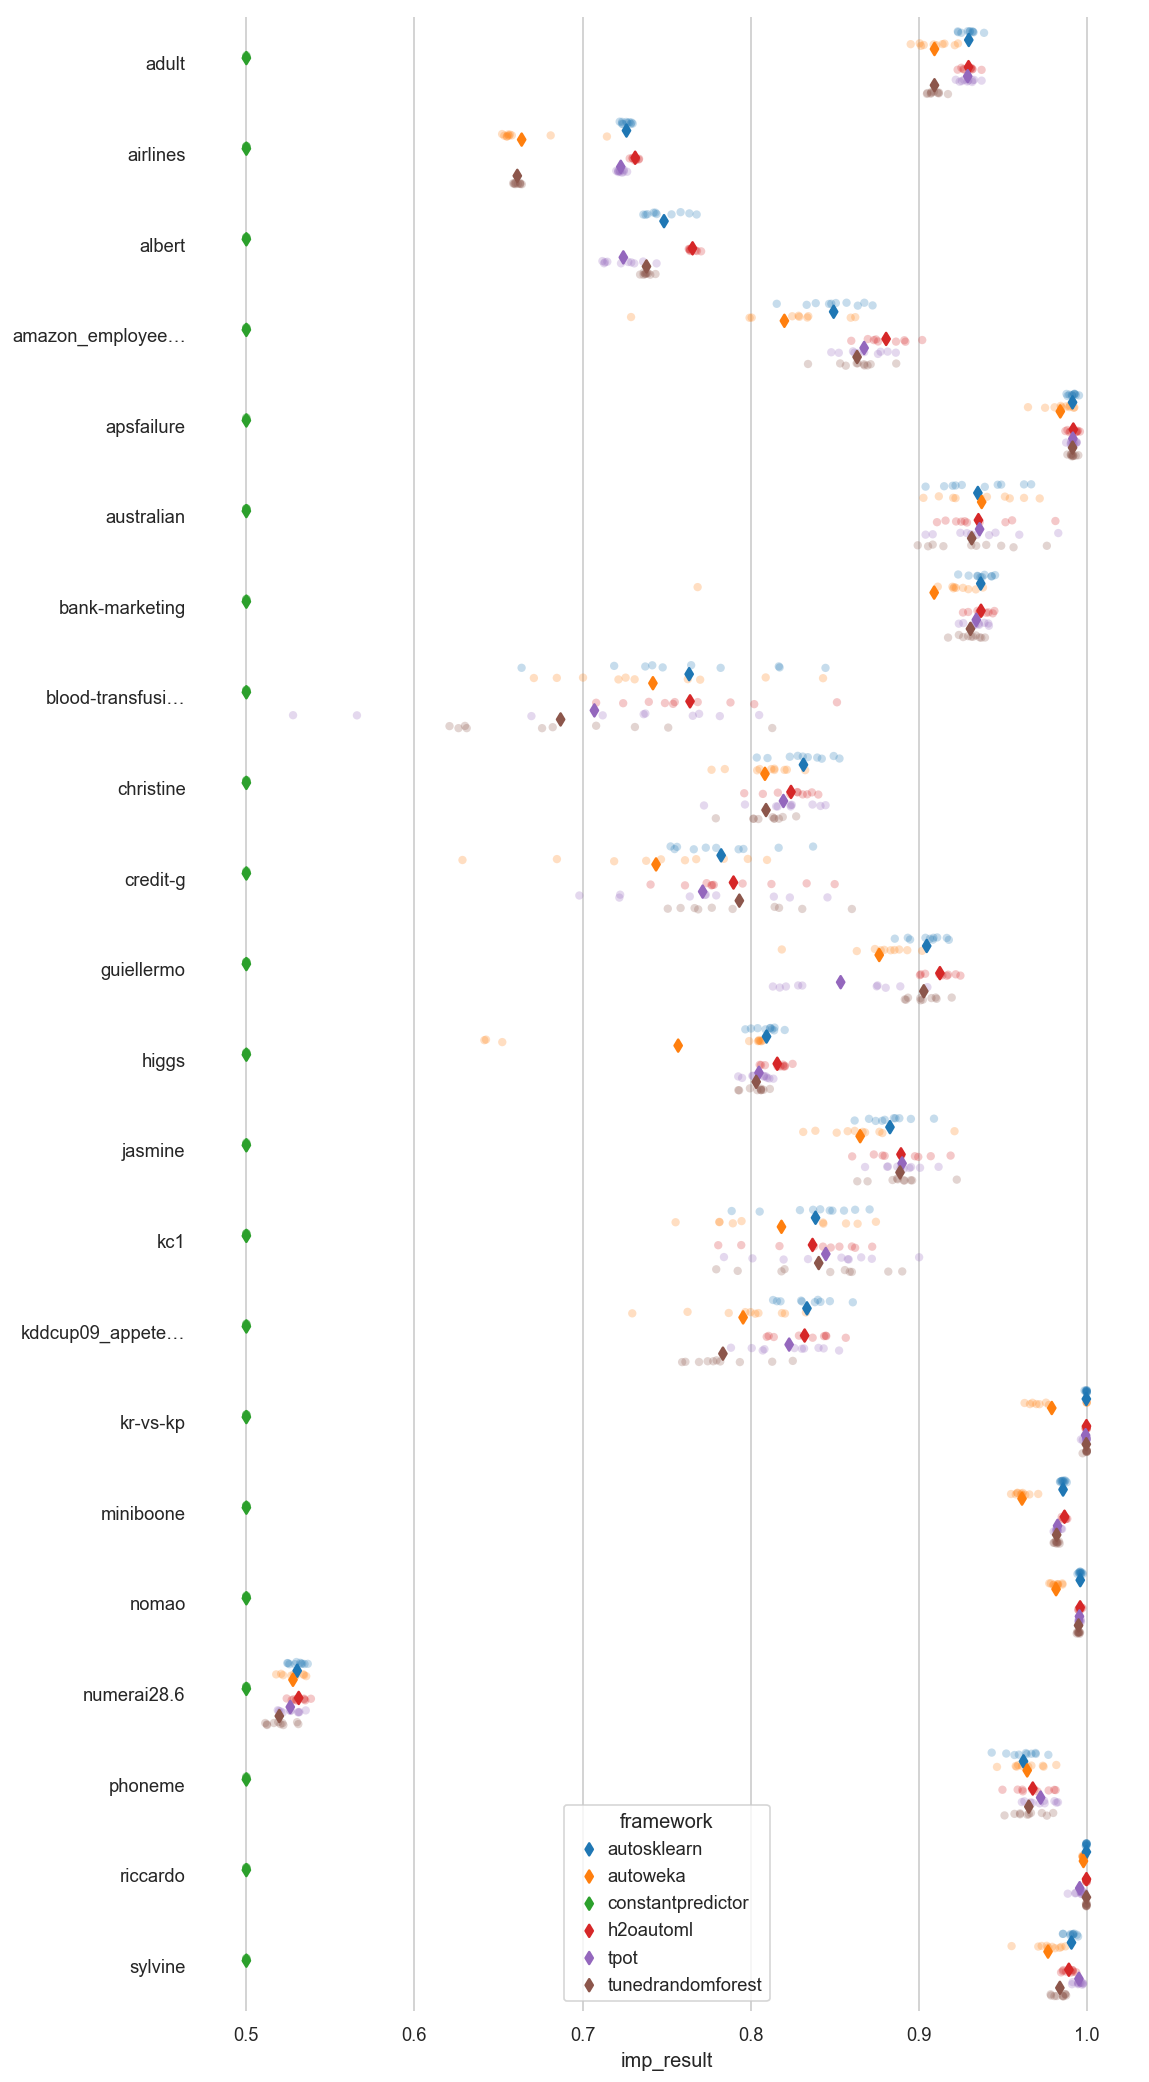 adult
airlines
albert
amazon_employee…
apsfailure
australian
bank-marketing
blood-transfusi…
christine
credit-g
guiellermo
higgs
jasmine
kc1
kddcup09_appete…
kr-vs-kp
miniboone
nomao
numerai28.6
phoneme
riccardo
sylvine
framework
autosklearn
autoweka
constantpredictor
h2oautoml
tpot
tunedrandomforest
0.5 0.6 0.7 0.8 0.9 1.0
imp_result